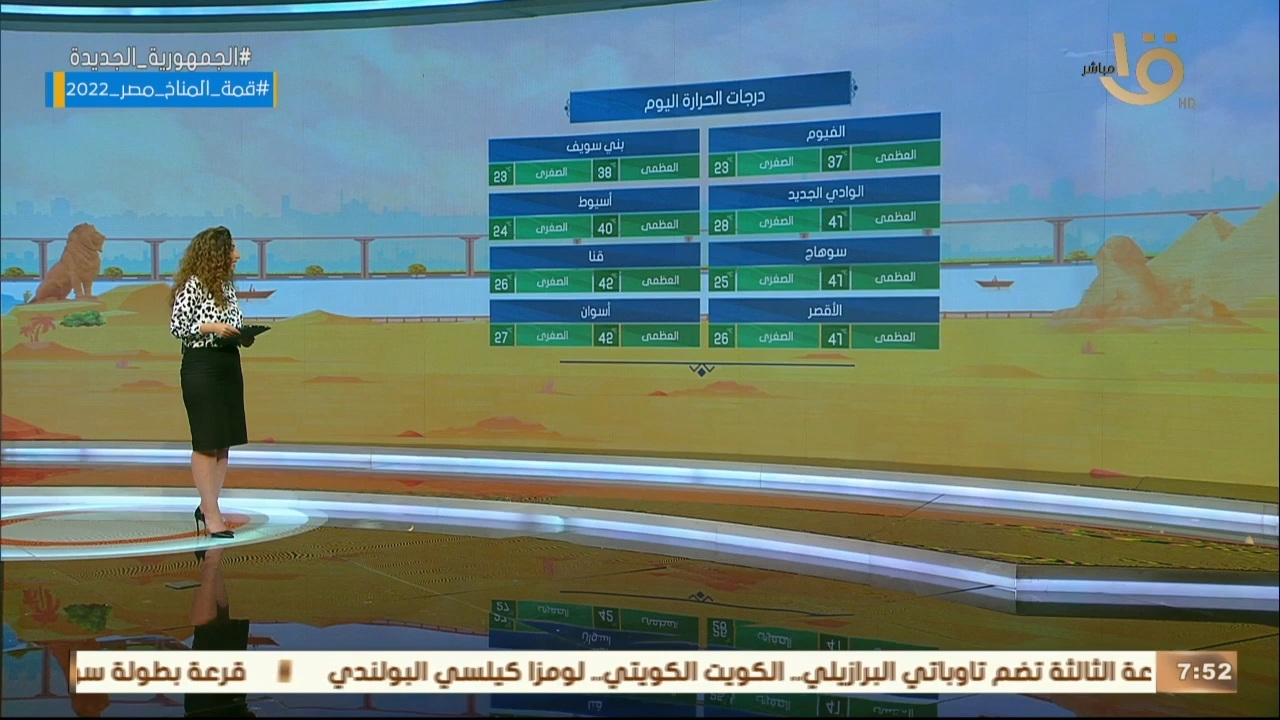 #الجمهورية_الجديدة
#قمة_المناخ_مصر_2022
مباشر
HD
درجات الحرارة اليوم
الفيوم
العظمى 37 الصغرى 23
بني سويف
العظمى 38 الصغرى 23
الوادي الجديد
العظمى 41 الصغرى 28
أسيوط
العظمى 40 الصغرى 24
سوهاج
العظمى 41 الصغرى 25
قنا
العظمى 42 الصغرى 26
الأقصر
العظمى 41 الصغرى 26
أسوان
العظمى 42 الصغرى 27
7:52
عة الثالثة تضم تاوباتي البرازيلي.. الكويت الكويتي.. لومزا كيلسي البولندي قرعة بطولة